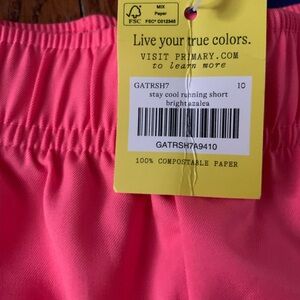 MIX
Paper
FSC
FSC® C012345
Live your true colors.
VISIT PRIMARY.COM
to learn more
GATRSH7 10
stay cool running short
bright azalea
GATRSH7A9410
100% COMPOSTABLE PAPER